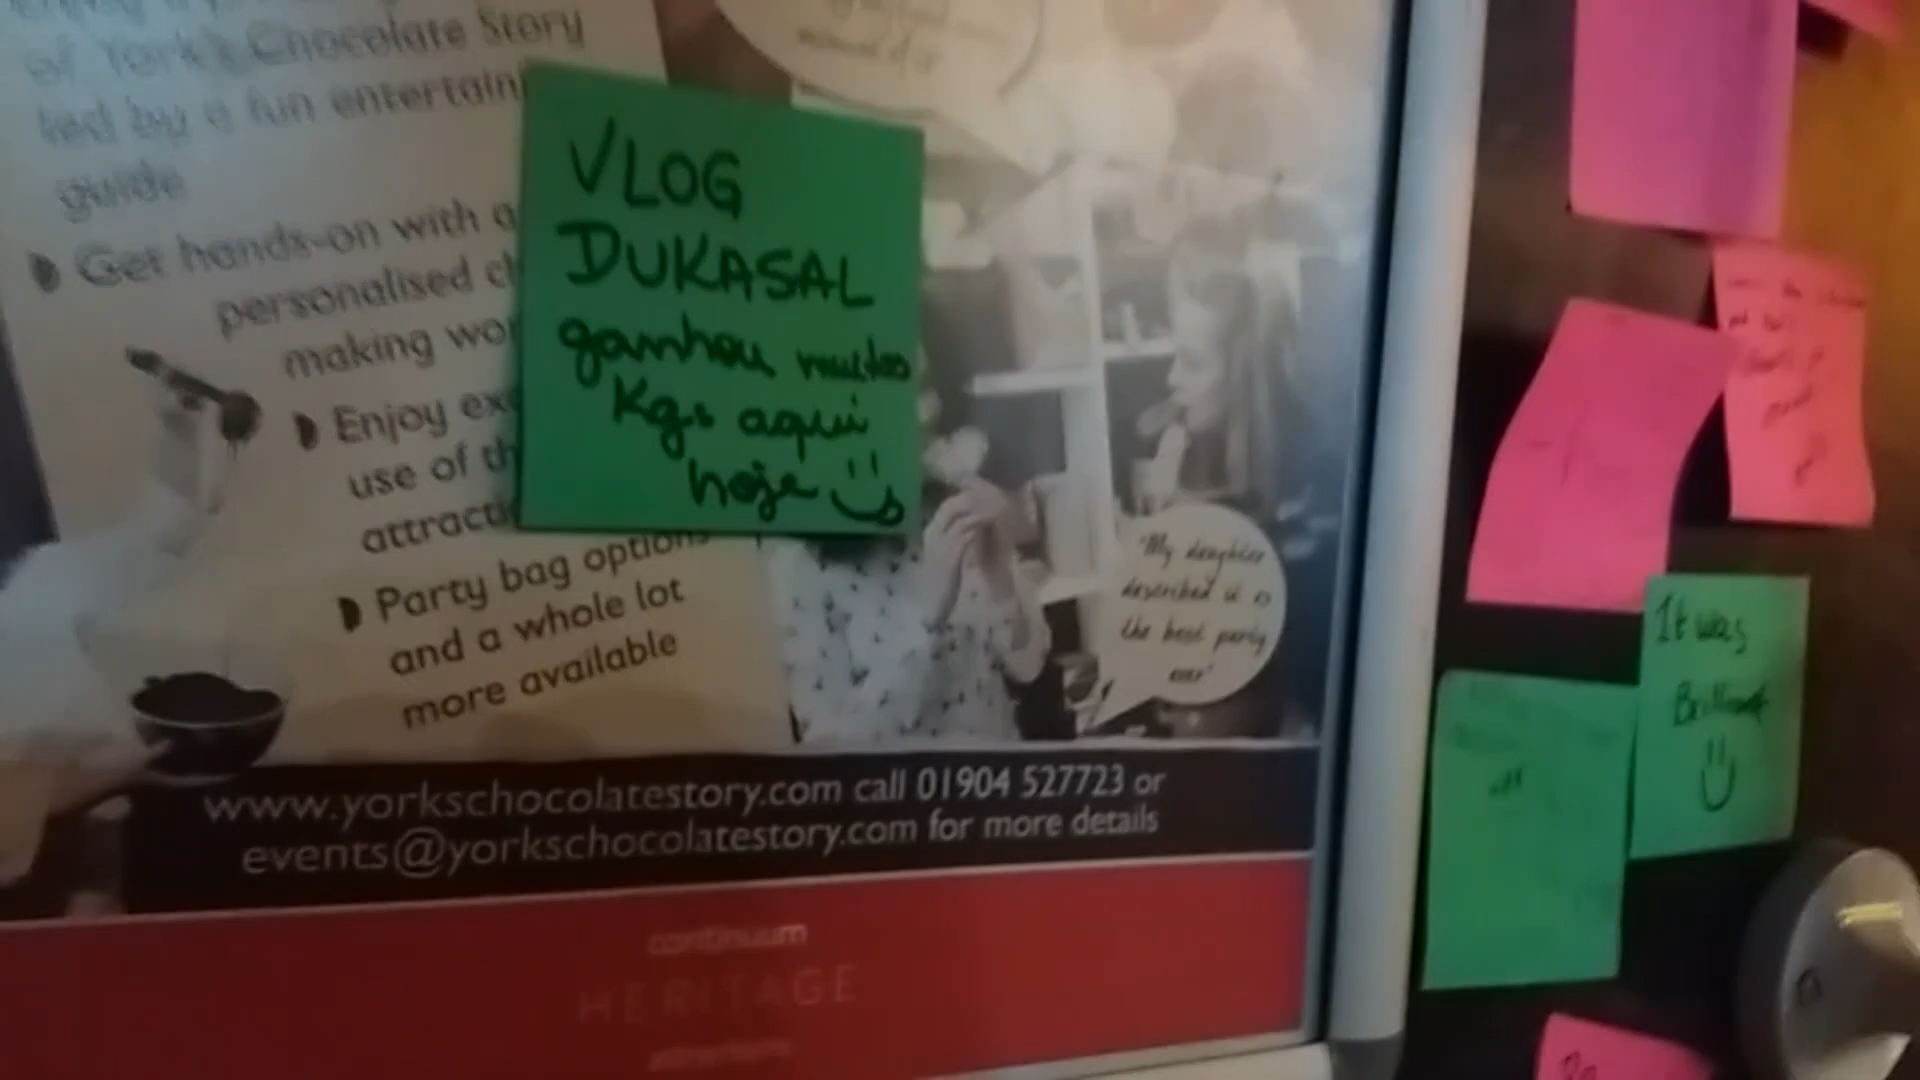 of York's Chocolate Story
led by a fun entertain
guide
Get hands-on with a
personalised ch
making wo
Enjoy ex
use of th
attracti
Party bag options
and a whole lot
more available
VLOG
DUKASAL
ganhou muitos
Kgs aqui
hoje
"My daughter
described it as
the best party
ever"
www.yorkschocolatestory.com call 01904 527723 or
events@yorkschocolatestory.com for more details
continuum
HERITAGE
attractions
It was
Brilliant